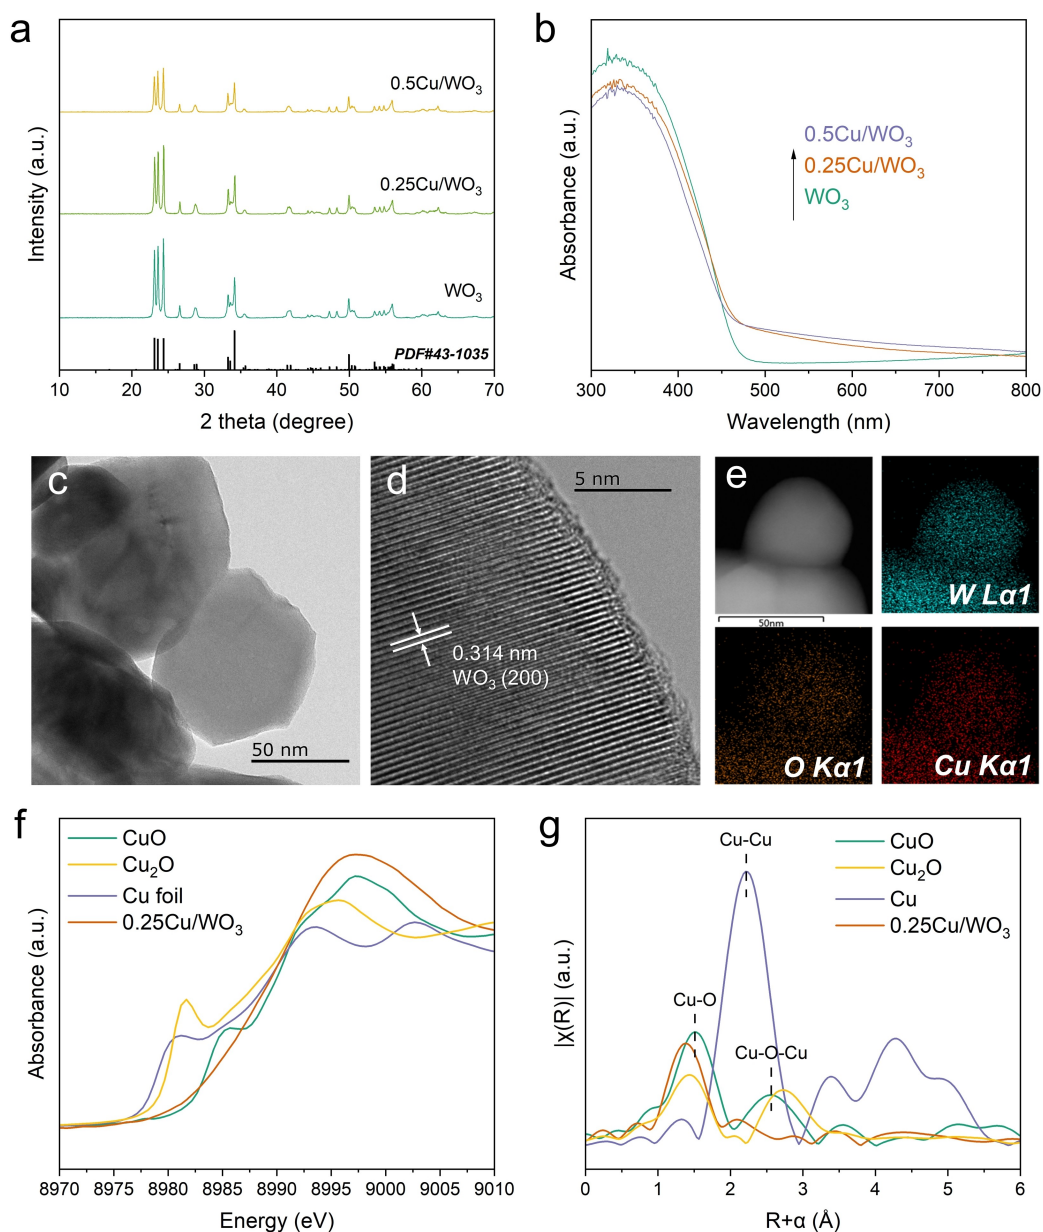 a
Intensity (a.u.)
0.5Cu/WO₃
0.25Cu/WO₃
WO₃
PDF#43-1035
10 20 30 40 50 60 70
2 theta (degree)
b
Absorbance (a.u.)
0.5Cu/WO₃
0.25Cu/WO₃
WO₃
300 400 500 600 700 800
Wavelength (nm)
c
50 nm
d
5 nm
0.314 nm
WO₃ (200)
e
50nm
W Lα1
O Kα1
Cu Kα1
f
Absorbance (a.u.)
CuO
Cu₂O
Cu foil
0.25Cu/WO₃
8970 8975 8980 8985 8990 8995 9000 9005 9010
Energy (eV)
g
|χ(R)| (a.u.)
Cu-Cu
Cu-O
Cu-O-Cu
CuO
Cu₂O
Cu
0.25Cu/WO₃
0 1 2 3 4 5 6
R+α (Å)